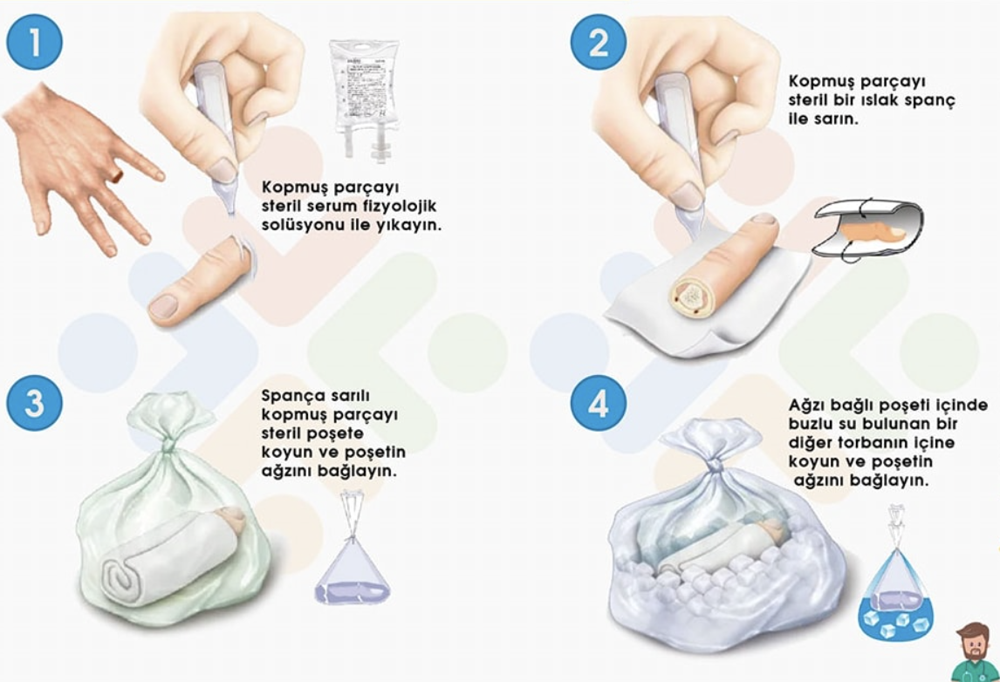 1
Kopmuş parçayı
steril serum fizyolojik
solüsyonu ile yıkayın.
2
Kopmuş parçayı
steril bir ıslak spanç
ile sarın.
3
Spança sarılı
kopmuş parçayı
steril poşete
koyun ve poşetin
ağzını bağlayın.
4
Ağzı bağlı poşeti içinde
buzlu su bulunan bir
diğer torbanın içine
koyun ve poşetin
ağzını bağlayın.